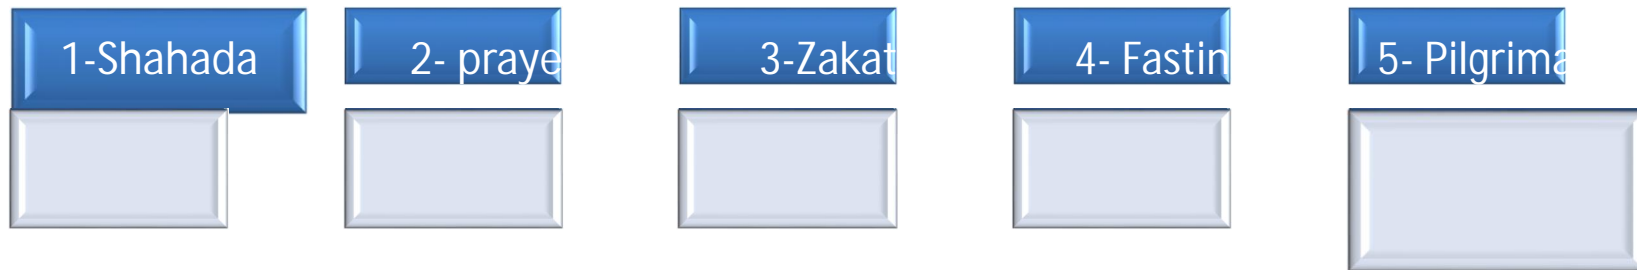 1-Shahada
2- praye
3-Zakat
4- Fastin
5- Pilgrima